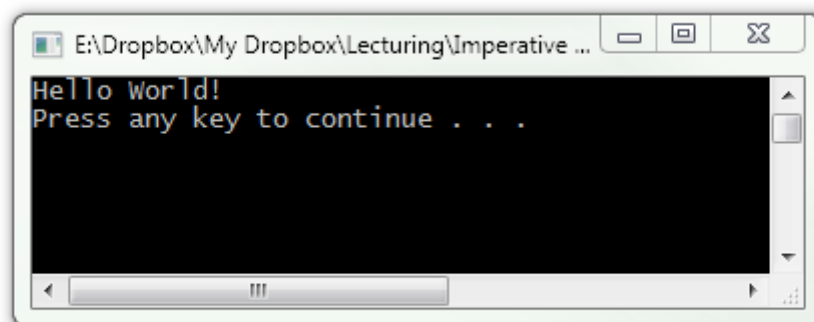 E:\Dropbox\My Dropbox\Lecturing\Imperative ...
Hello World!
Press any key to continue . . .